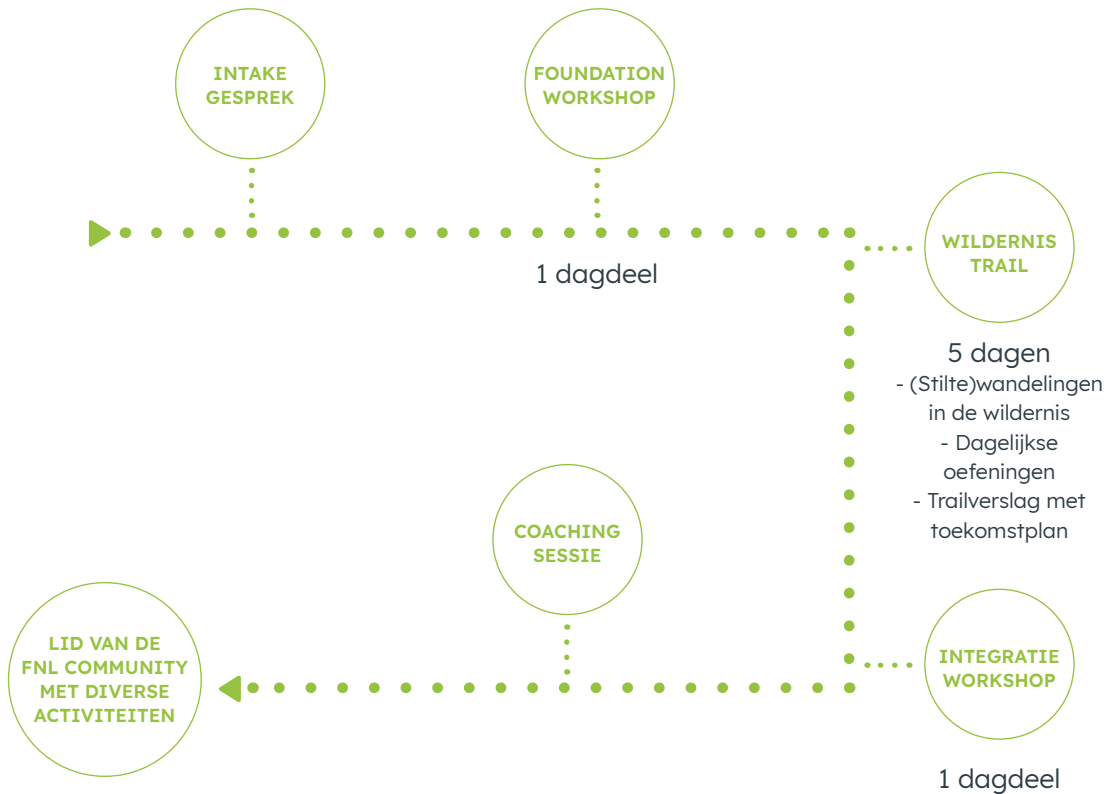 INTAKE
GESPREK
FOUNDATION
WORKSHOP
1 dagdeel
WILDERNIS
TRAIL
5 dagen
- (Stilte)wandelingen
in de wildernis
- Dagelijkse
oefeningen
- Trailverslag met
toekomstplan
INTEGRATIE
WORKSHOP
1 dagdeel
COACHING
SESSIE
LID VAN DE
FNL COMMUNITY
MET DIVERSE
ACTIVITEITEN